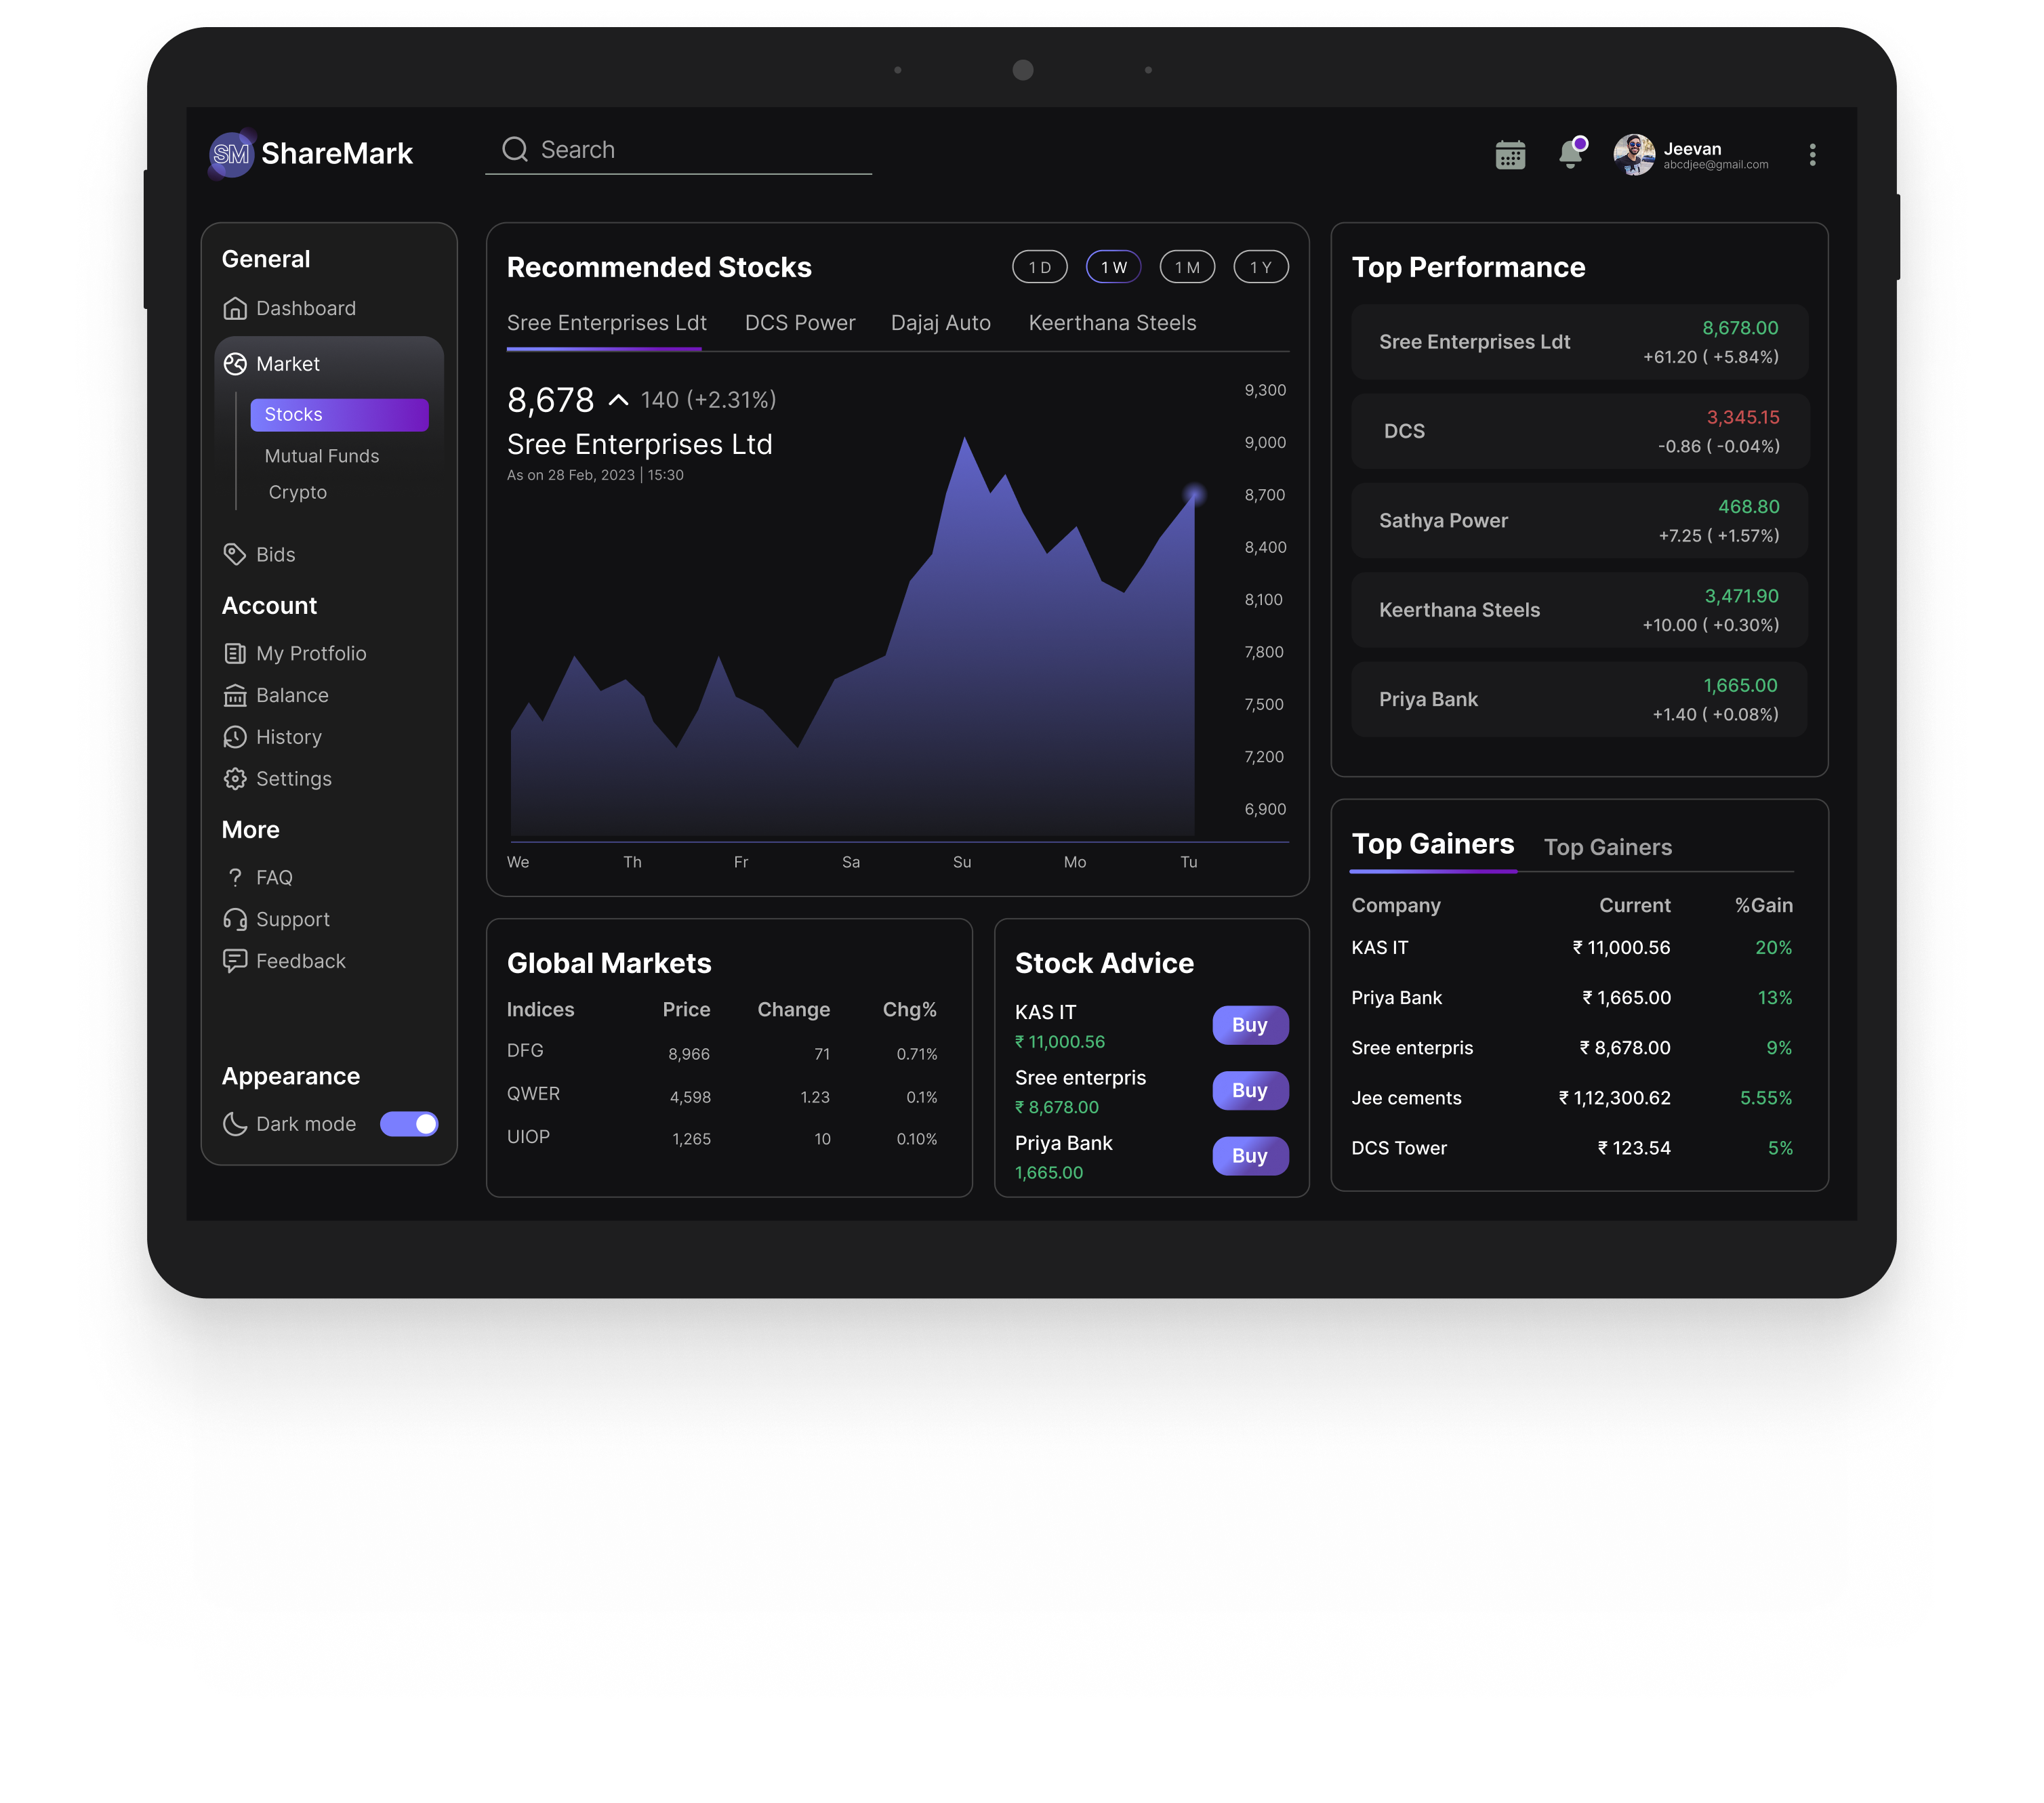 SM ShareMark
Search
Jeevan
abcdjee@gmail.com
General
Dashboard
Market
Stocks
Mutual Funds
Crypto
Bids
Account
My Protfolio
Balance
History
Settings
More
? FAQ
Support
Feedback
Appearance
Dark mode
Recommended Stocks
1 D 1 W 1 M 1 Y
Sree Enterprises Ldt DCS Power Dajaj Auto Keerthana Steels
8,678 140 (+2.31%)
Sree Enterprises Ltd
As on 28 Feb, 2023 | 15:30
9,300
9,000
8,700
8,400
8,100
7,800
7,500
7,200
6,900
We Th Fr Sa Su Mo Tu
Global Markets
Indices Price Change Chg%
DFG 8,966 71 0.71%
QWER 4,598 1.23 0.1%
UIOP 1,265 10 0.10%
Stock Advice
KAS IT
₹ 11,000.56
Buy
Sree enterpris
₹ 8,678.00
Buy
Priya Bank
1,665.00
Buy
Top Performance
Sree Enterprises Ldt
8,678.00
+61.20 ( +5.84%)
DCS
3,345.15
-0.86 ( -0.04%)
Sathya Power
468.80
+7.25 ( +1.57%)
Keerthana Steels
3,471.90
+10.00 ( +0.30%)
Priya Bank
1,665.00
+1.40 ( +0.08%)
Top Gainers Top Gainers
Company Current %Gain
KAS IT ₹ 11,000.56 20%
Priya Bank ₹ 1,665.00 13%
Sree enterpris ₹ 8,678.00 9%
Jee cements ₹ 1,12,300.62 5.55%
DCS Tower ₹ 123.54 5%